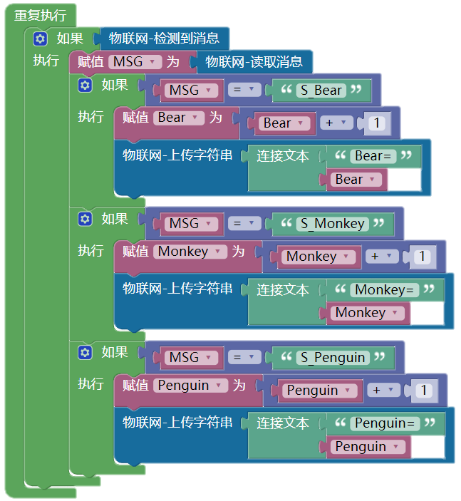 重复执行
如果 物联网-检测到消息
执行 赋值 MSG 为 物联网-读取消息
如果 MSG = “ S_Bear ”
执行 赋值 Bear 为 Bear + 1
物联网-上传字符串 连接文本 “ Bear= ”
Bear
如果 MSG = “ S_Monkey ”
执行 赋值 Monkey 为 Monkey + 1
物联网-上传字符串 连接文本 “ Monkey= ”
Monkey
如果 MSG = “ S_Penguin ”
执行 赋值 Penguin 为 Penguin + 1
物联网-上传字符串 连接文本 “ Penguin= ”
Penguin